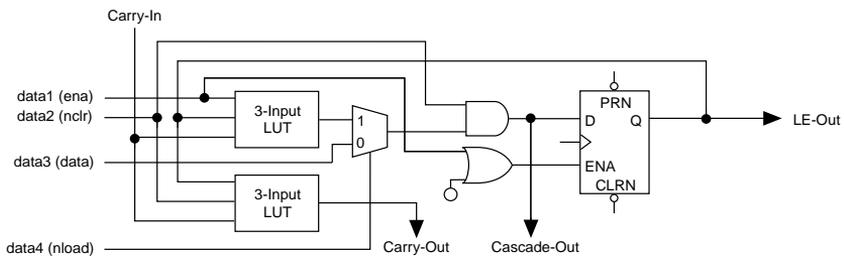 Carry-In
data1 (ena)
data2 (nclr)
data3 (data)
data4 (nload)
3-Input
LUT
1
0
3-Input
LUT
PRN
D
Q
ENA
CLRN
LE-Out
Carry-Out
Cascade-Out